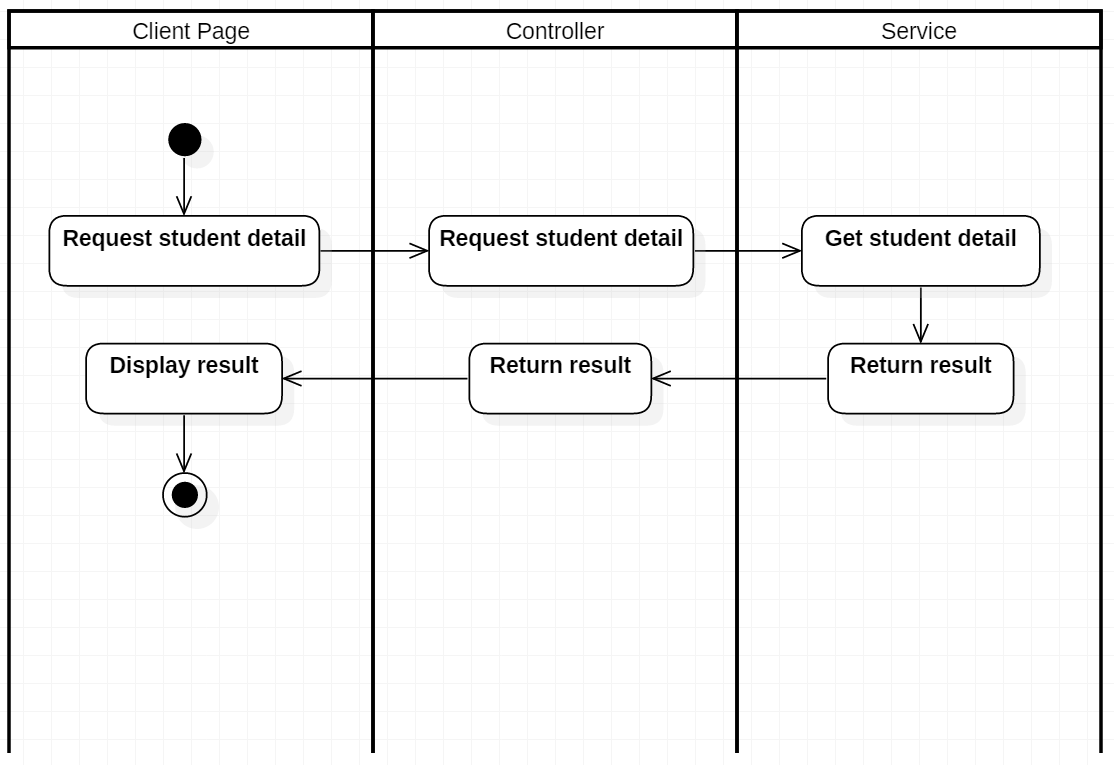 Client Page
Controller
Service
Request student detail
Request student detail
Get student detail
Display result
Return result
Return result